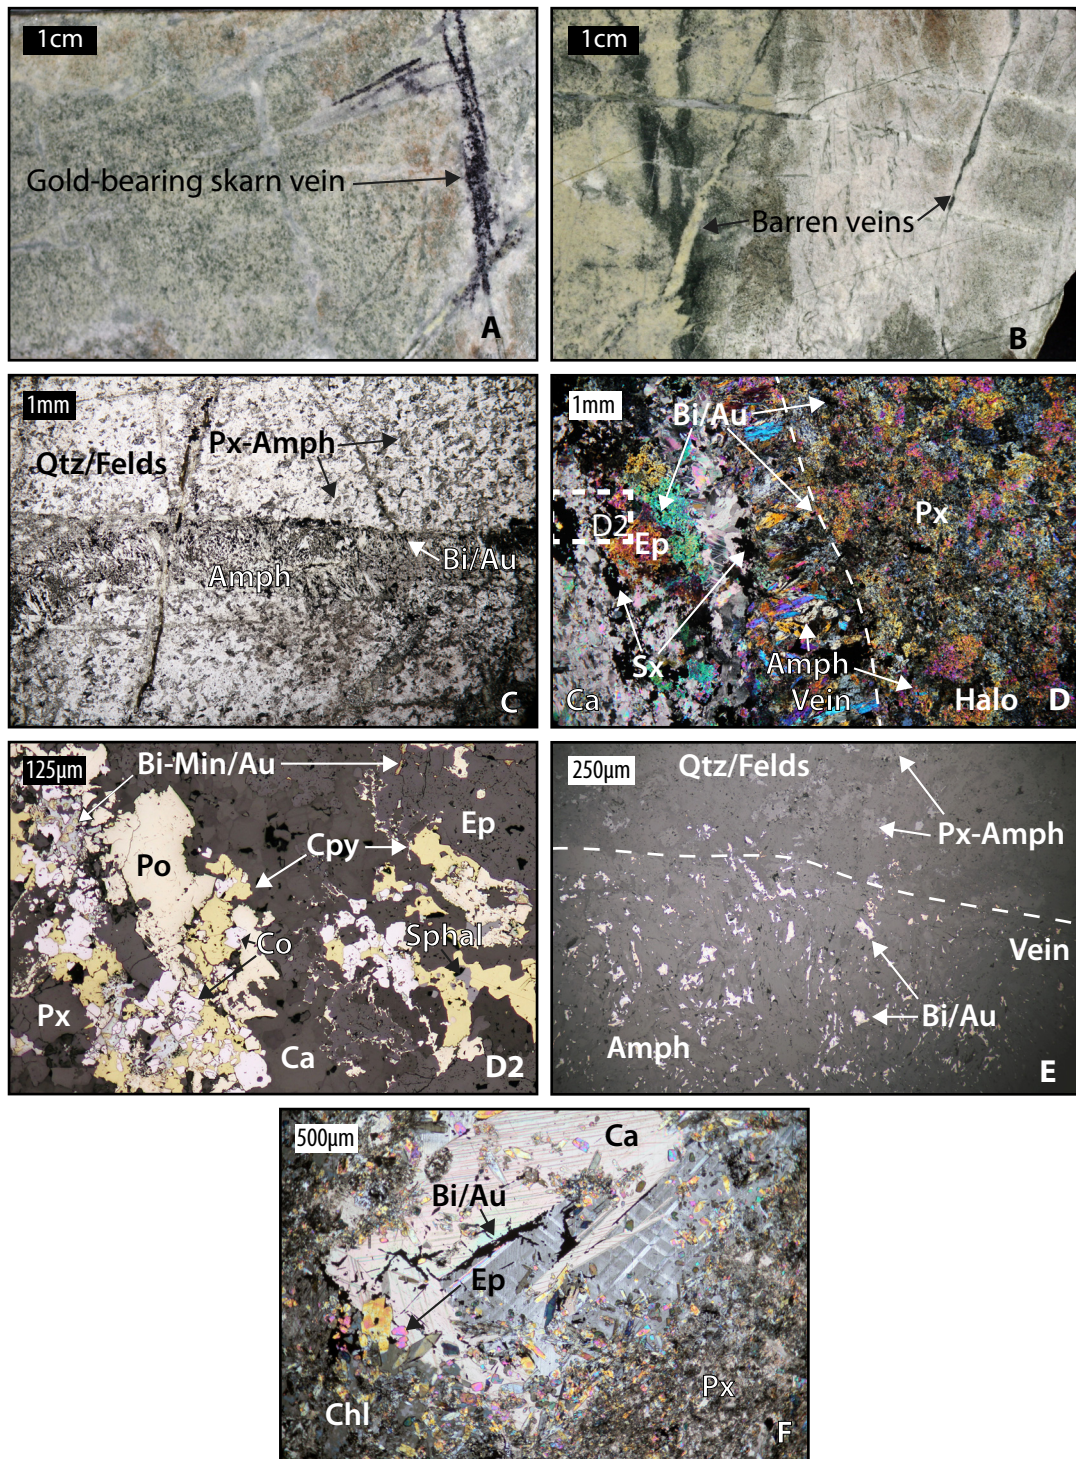 1cm
Gold-bearing skarn vein
A
1cm
Barren veins
B
1mm
Px-Amph
Qtz/Felds
Bi/Au
Amph
C
1mm
Bi/Au
D2
Ep
Px
Sx
Amph
Ca
Vein
Halo
D
125µm
Bi-Min/Au
Ep
Po
Cpy
Sphal
Co
Px
Ca
D2
250µm
Qtz/Felds
Px-Amph
Vein
Bi/Au
Amph
E
500µm
Ca
Bi/Au
Ep
Px
Chl
F